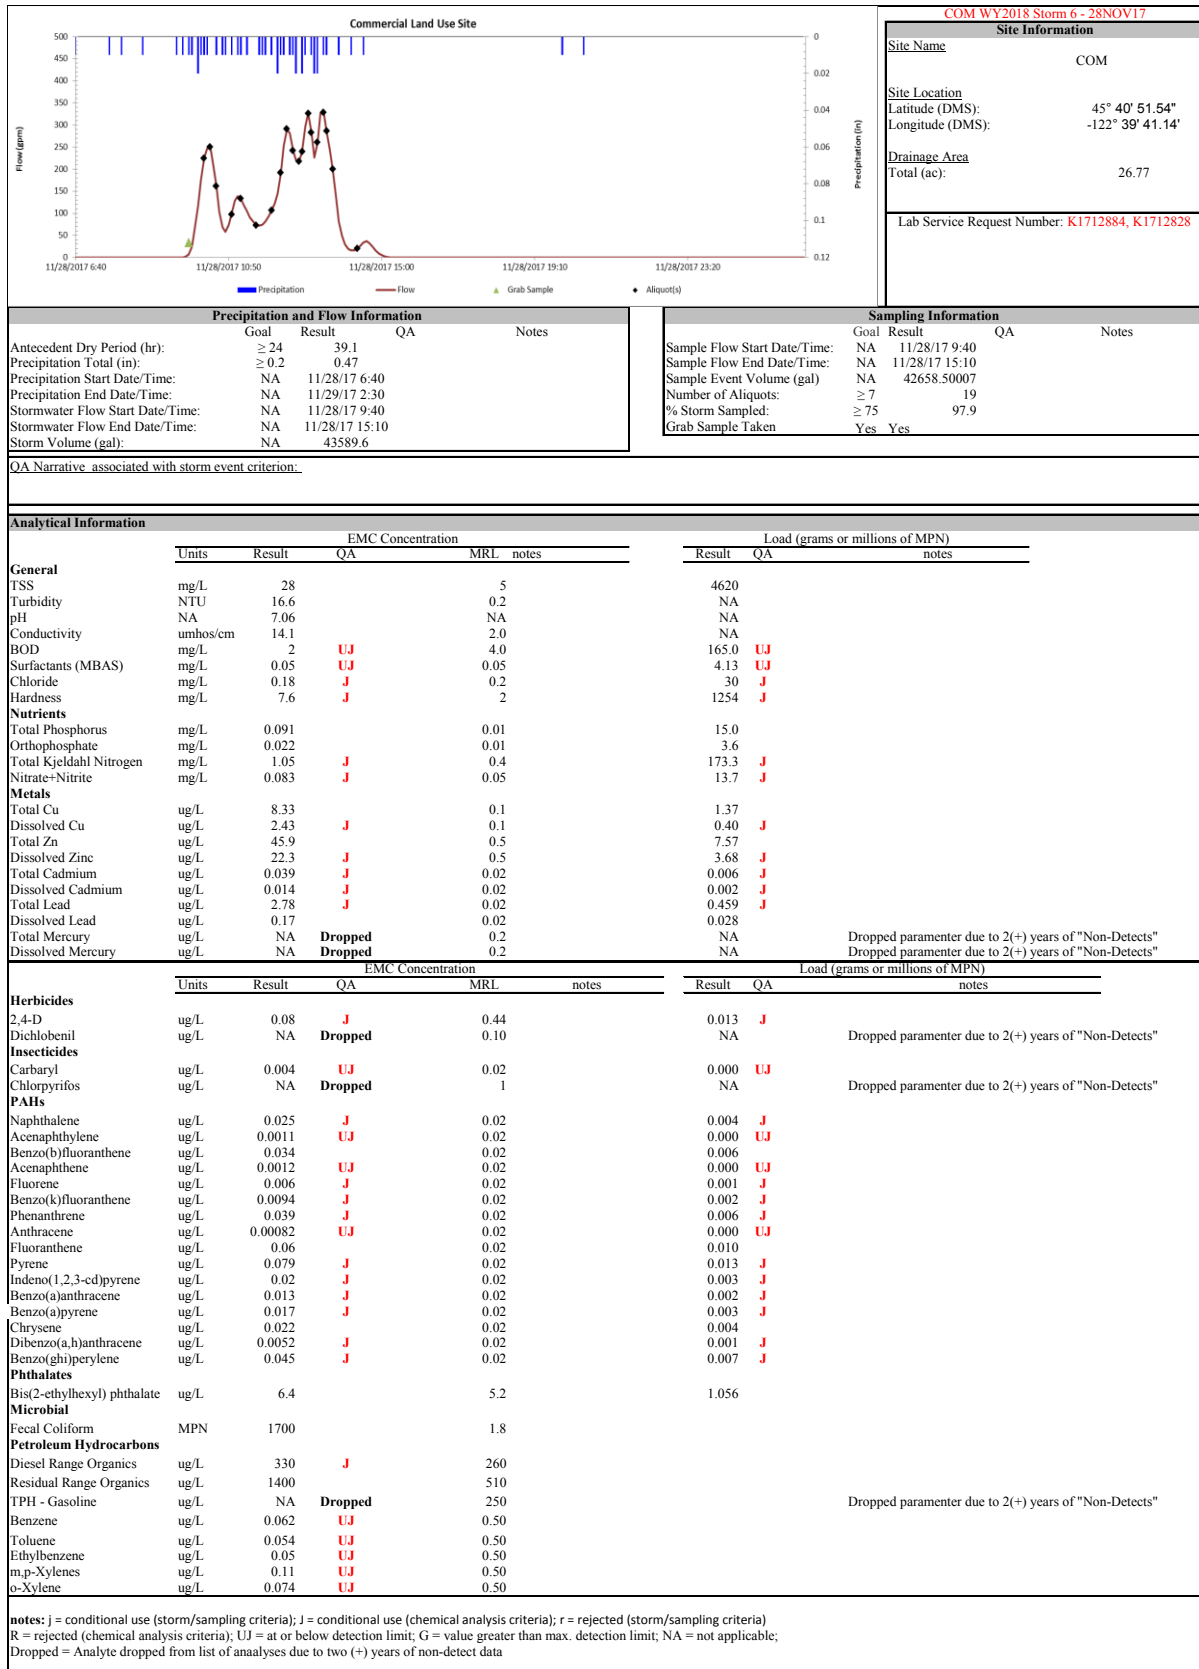 Commercial Land Use Site
500
450
400
350
300
250
200
150
100
50
0
Flow (gpm)
0
0.02
0.04
0.06
0.08
0.1
0.12
Precipitation (in)
11/28/2017 6:40 11/28/2017 10:50 11/28/2017 15:00 11/28/2017 19:10 11/28/2017 23:20
Precipitation Flow Grab Sample Aliquot(s)
COM WY2018 Storm 6 - 28NOV17
Site Information
Site Name
COM
Site Location
Latitude (DMS): 45° 40' 51.54"
Longitude (DMS): -122° 39' 41.14'
Drainage Area
Total (ac): 26.77
Lab Service Request Number: K1712884, K1712828
Precipitation and Flow Information
Goal Result QA Notes
Antecedent Dry Period (hr): ≥ 24 39.1
Precipitation Total (in): ≥ 0.2 0.47
Precipitation Start Date/Time: NA 11/28/17 6:40
Precipitation End Date/Time: NA 11/29/17 2:30
Stormwater Flow Start Date/Time: NA 11/28/17 9:40
Stormwater Flow End Date/Time: NA 11/28/17 15:10
Storm Volume (gal): NA 43589.6
Sampling Information
Goal Result QA Notes
Sample Flow Start Date/Time: NA 11/28/17 9:40
Sample Flow End Date/Time: NA 11/28/17 15:10
Sample Event Volume (gal) NA 42658.50007
Number of Aliquots: ≥ 7 19
% Storm Sampled: ≥ 75 97.9
Grab Sample Taken Yes Yes
QA Narrative associated with storm event criterion:
Analytical Information
EMC Concentration Load (grams or millions of MPN)
Units Result QA MRL notes Result QA notes
General
TSS mg/L 28 5 4620
Turbidity NTU 16.6 0.2 NA
pH NA 7.06 NA NA
Conductivity umhos/cm 14.1 2.0 NA
BOD mg/L 2 UJ 4.0 165.0 UJ
Surfactants (MBAS) mg/L 0.05 UJ 0.05 4.13 UJ
Chloride mg/L 0.18 J 0.2 30 J
Hardness mg/L 7.6 J 2 1254 J
Nutrients
Total Phosphorus mg/L 0.091 0.01 15.0
Orthophosphate mg/L 0.022 0.01 3.6
Total Kjeldahl Nitrogen mg/L 1.05 J 0.4 173.3 J
Nitrate+Nitrite mg/L 0.083 J 0.05 13.7 J
Metals
Total Cu ug/L 8.33 0.1 1.37
Dissolved Cu ug/L 2.43 J 0.1 0.40 J
Total Zn ug/L 45.9 0.5 7.57
Dissolved Zinc ug/L 22.3 J 0.5 3.68 J
Total Cadmium ug/L 0.039 J 0.02 0.006 J
Dissolved Cadmium ug/L 0.014 J 0.02 0.002 J
Total Lead ug/L 2.78 J 0.02 0.459 J
Dissolved Lead ug/L 0.17 0.02 0.028
Total Mercury ug/L NA Dropped 0.2 NA Dropped paramenter due to 2(+) years of "Non-Detects"
Dissolved Mercury ug/L NA Dropped 0.2 NA Dropped paramenter due to 2(+) years of "Non-Detects"
EMC Concentration Load (grams or millions of MPN)
Units Result QA MRL notes Result QA notes
Herbicides
2,4-D ug/L 0.08 J 0.44 0.013 J
Dichlobenil ug/L NA Dropped 0.10 NA Dropped paramenter due to 2(+) years of "Non-Detects"
Insecticides
Carbaryl ug/L 0.004 UJ 0.02 0.000 UJ
Chlorpyrifos ug/L NA Dropped 1 NA Dropped paramenter due to 2(+) years of "Non-Detects"
PAHs
Naphthalene ug/L 0.025 J 0.02 0.004 J
Acenaphthylene ug/L 0.0011 UJ 0.02 0.000 UJ
Benzo(b)fluoranthene ug/L 0.034 0.02 0.006
Acenaphthene ug/L 0.0012 UJ 0.02 0.000 UJ
Fluorene ug/L 0.006 J 0.02 0.001 J
Benzo(k)fluoranthene ug/L 0.0094 J 0.02 0.002 J
Phenanthrene ug/L 0.039 J 0.02 0.006 J
Anthracene ug/L 0.00082 UJ 0.02 0.000 UJ
Fluoranthene ug/L 0.06 0.02 0.010
Pyrene ug/L 0.079 J 0.02 0.013 J
Indeno(1,2,3-cd)pyrene ug/L 0.02 J 0.02 0.003 J
Benzo(a)anthracene ug/L 0.013 J 0.02 0.002 J
Benzo(a)pyrene ug/L 0.017 J 0.02 0.003 J
Chrysene ug/L 0.022 0.02 0.004
Dibenzo(a,h)anthracene ug/L 0.0052 J 0.02 0.001 J
Benzo(ghi)perylene ug/L 0.045 J 0.02 0.007 J
Phthalates
Bis(2-ethylhexyl) phthalate ug/L 6.4 5.2 1.056
Microbial
Fecal Coliform MPN 1700 1.8
Petroleum Hydrocarbons
Diesel Range Organics ug/L 330 J 260
Residual Range Organics ug/L 1400 510
TPH - Gasoline ug/L NA Dropped 250 Dropped paramenter due to 2(+) years of "Non-Detects"
Benzene ug/L 0.062 UJ 0.50
Toluene ug/L 0.054 UJ 0.50
Ethylbenzene ug/L 0.05 UJ 0.50
m,p-Xylenes ug/L 0.11 UJ 0.50
o-Xylene ug/L 0.074 UJ 0.50
notes: j = conditional use (storm/sampling criteria); J = conditional use (chemical analysis criteria); r = rejected (storm/sampling criteria)
R = rejected (chemical analysis criteria); UJ = at or below detection limit; G = value greater than max. detection limit; NA = not applicable;
Dropped = Analyte dropped from list of anaalyses due to two (+) years of non-detect data